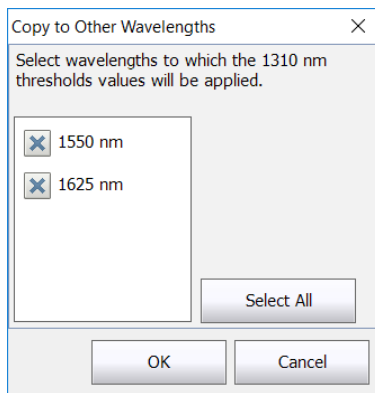 Copy to Other Wavelengths
Select wavelengths to which the 1310 nm
thresholds values will be applied.
1550 nm
1625 nm
Select All
OK
Cancel